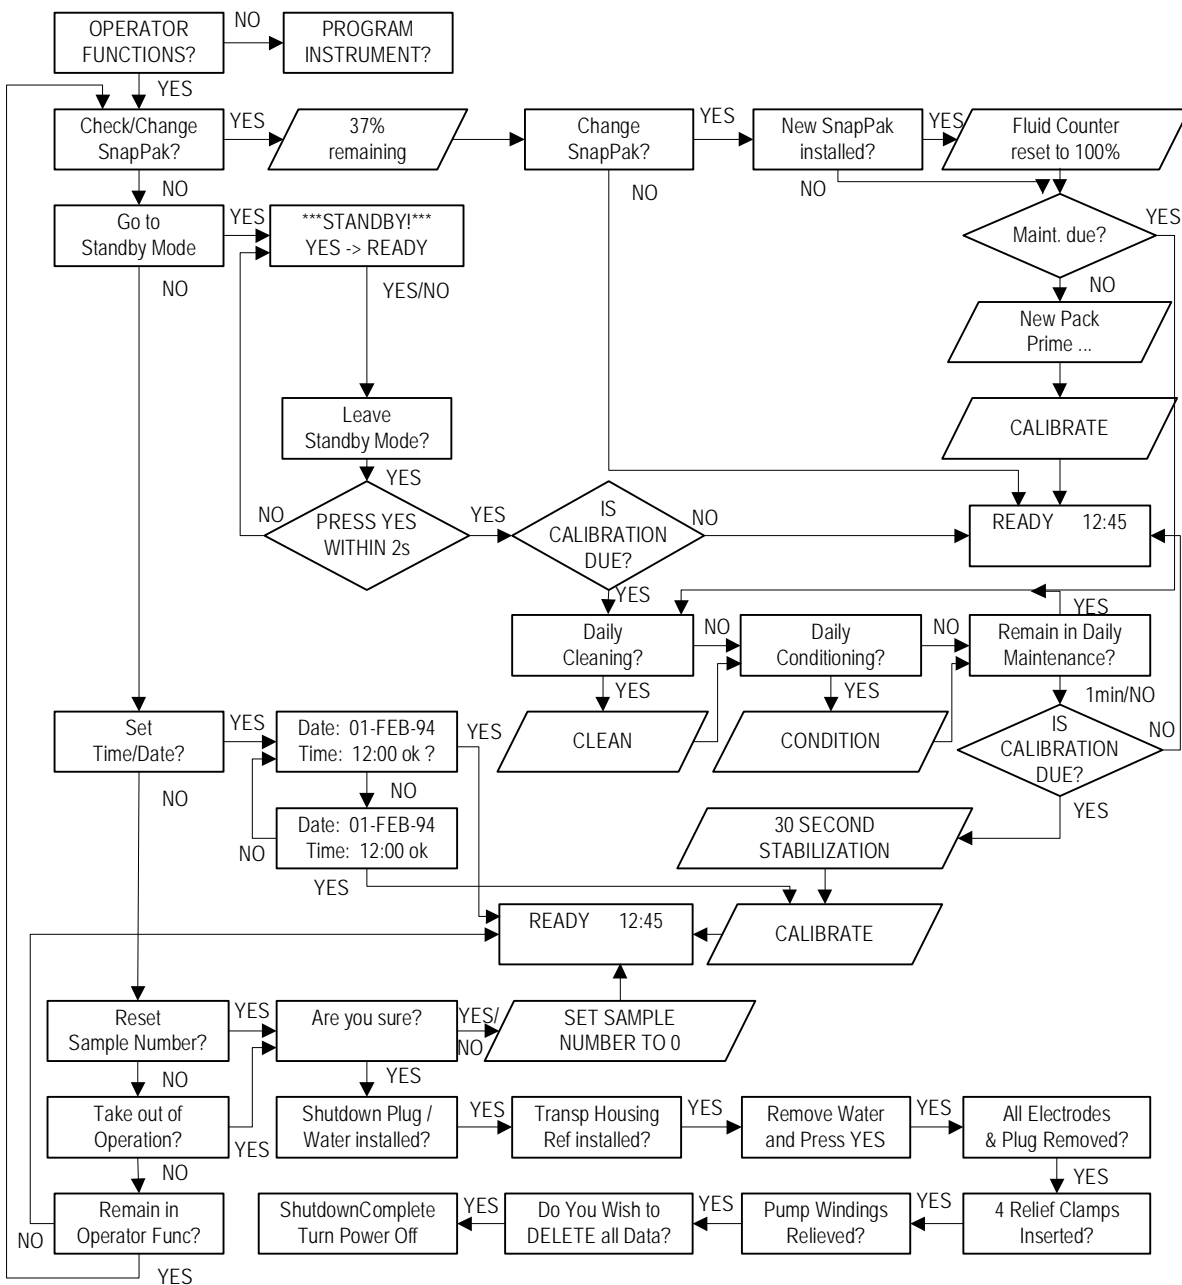 OPERATOR
FUNCTIONS?
NO
PROGRAM
INSTRUMENT?
YES
Check/Change
SnapPak?
YES
37%
remaining
Change
SnapPak?
YES
New SnapPak
installed?
YES
Fluid Counter
reset to 100%
NO
NO
NO
Go to
Standby Mode
YES
***STANDBY!***
YES -> READY
Maint. due?
YES
NO
YES/NO
NO
New Pack
Prime ...
Leave
Standby Mode?
CALIBRATE
YES
NO
PRESS YES
WITHIN 2s
YES
IS
CALIBRATION
DUE?
NO
READY 12:45
YES
YES
Daily
Cleaning?
NO
Daily
Conditioning?
NO
Remain in Daily
Maintenance?
YES
YES
1min/NO
CLEAN
CONDITION
IS
CALIBRATION
DUE?
NO
YES
Set
Time/Date?
YES
Date: 01-FEB-94
Time: 12:00 ok ?
YES
NO
NO
Date: 01-FEB-94
Time: 12:00 ok
NO
YES
30 SECOND
STABILIZATION
READY 12:45
CALIBRATE
Reset
Sample Number?
YES
Are you sure?
YES/
NO
SET SAMPLE
NUMBER TO 0
NO
YES
Take out of
Operation?
YES
Shutdown Plug /
Water installed?
YES
Transp Housing
Ref installed?
YES
Remove Water
and Press YES
YES
All Electrodes
& Plug Removed?
NO
YES
Remain in
Operator Func?
NO
YES
ShutdownComplete
Turn Power Off
YES
Do You Wish to
DELETE all Data?
YES
Pump Windings
Relieved?
YES
4 Relief Clamps
Inserted?